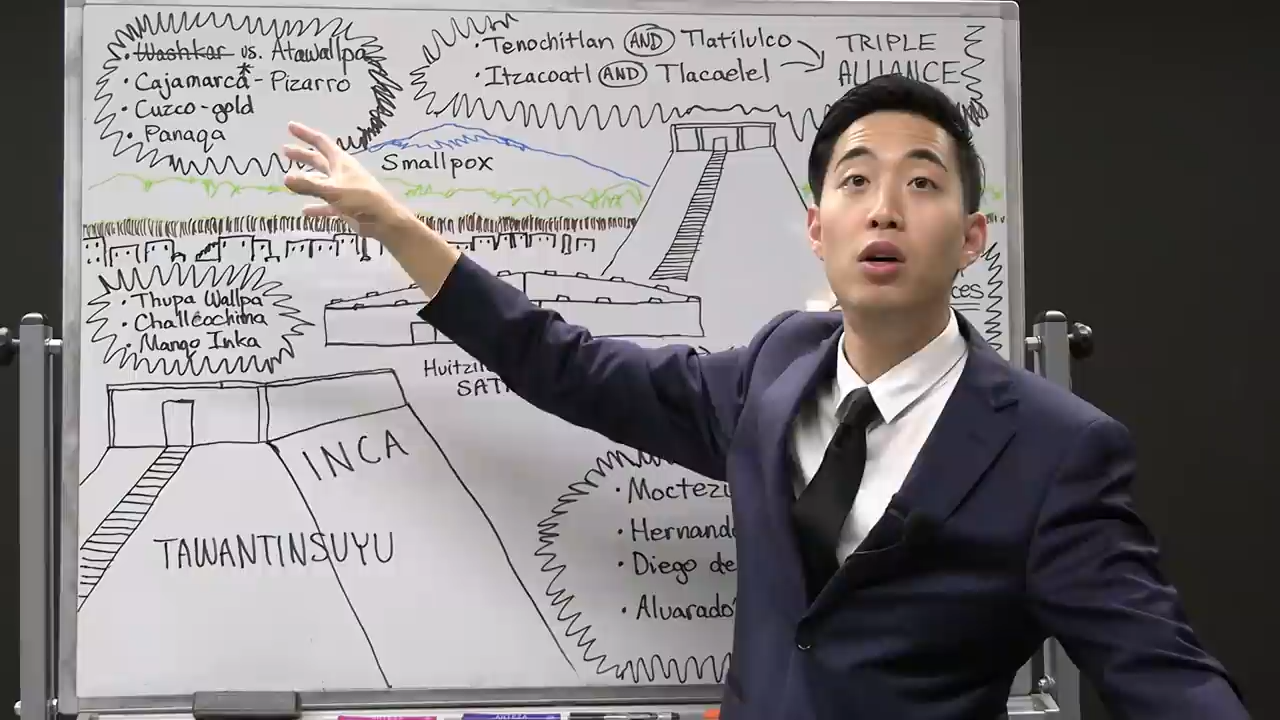 · Washkar vs. Atawallpa
· Cajamarca* - Pizarro
· Cuzco-gold
· Panaqa
· Tenochitlan AND Tlatilulco
· Itzacoatl AND Tlacaelel
TRIPLE
ALLIANCE
Smallpox
· Thupa Wallpa
· Challcochima
· Mango Inka
INCA
TAWANTINSUYU
· Hernand
· Diego de
· Alvarado